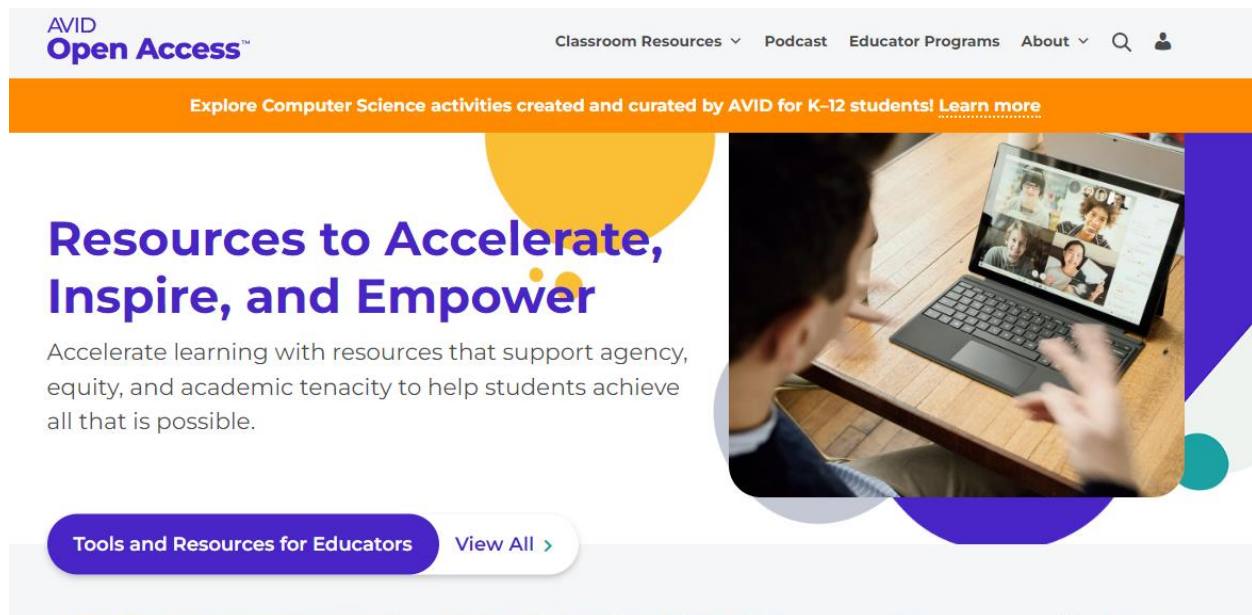 AVID
Open Access™
Classroom Resources
Podcast
Educator Programs
About
Explore Computer Science activities created and curated by AVID for K–12 students! Learn more
Resources to Accelerate,
Inspire, and Empower
Accelerate learning with resources that support agency,
equity, and academic tenacity to help students achieve
all that is possible.
Tools and Resources for Educators
View All >